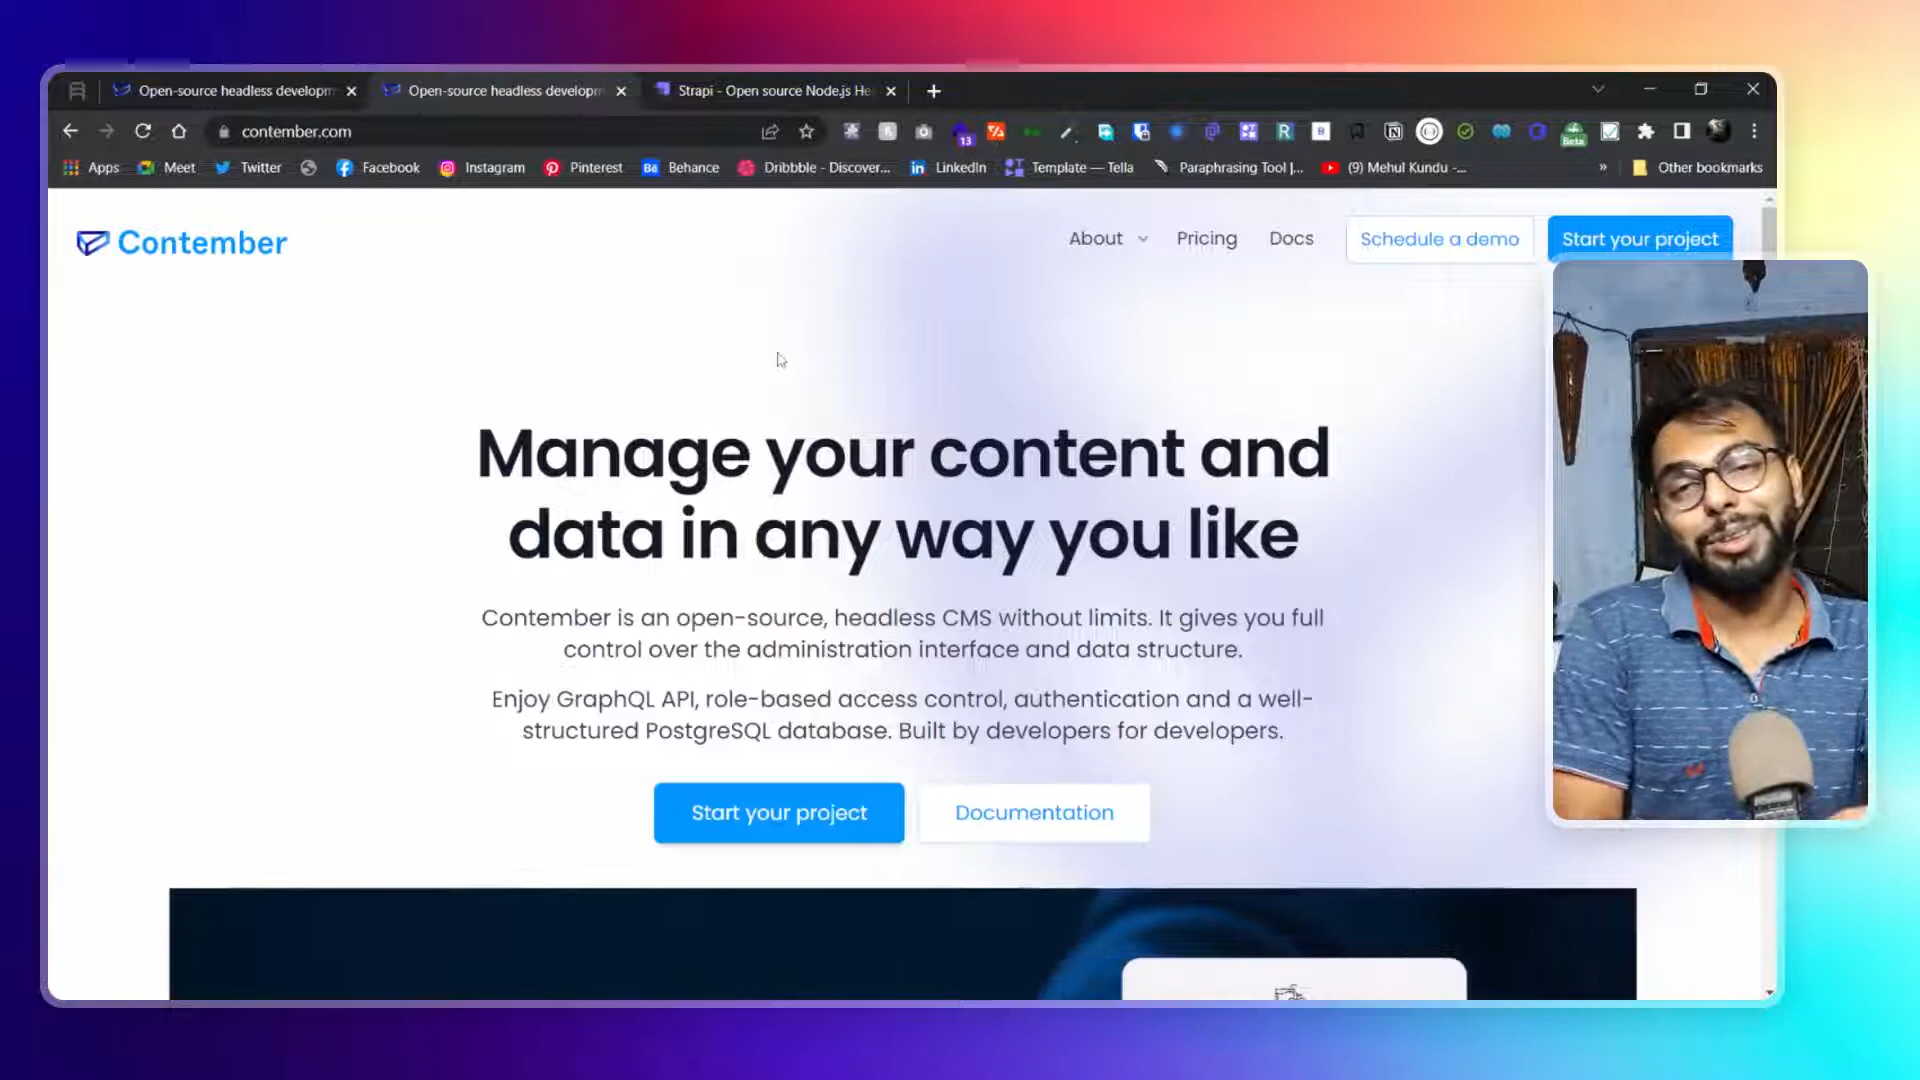 Open-source headless developm
Open-source headless developm
Strapi - Open source Node.js He
contember.com
13
Beta
Apps
Meet
Twitter
Facebook
Instagram
Pinterest
Behance
Dribbble - Discover...
LinkedIn
Template — Tella
Paraphrasing Tool |...
(9) Mehul Kundu -...
»
Other bookmarks
Contember
About
Pricing
Docs
Schedule a demo
Start your project
Manage your content and
data in any way you like
Contember is an open-source, headless CMS without limits. It gives you full
control over the administration interface and data structure.
Enjoy GraphQL API, role-based access control, authentication and a well-
structured PostgreSQL database. Built by developers for developers.
Start your project
Documentation